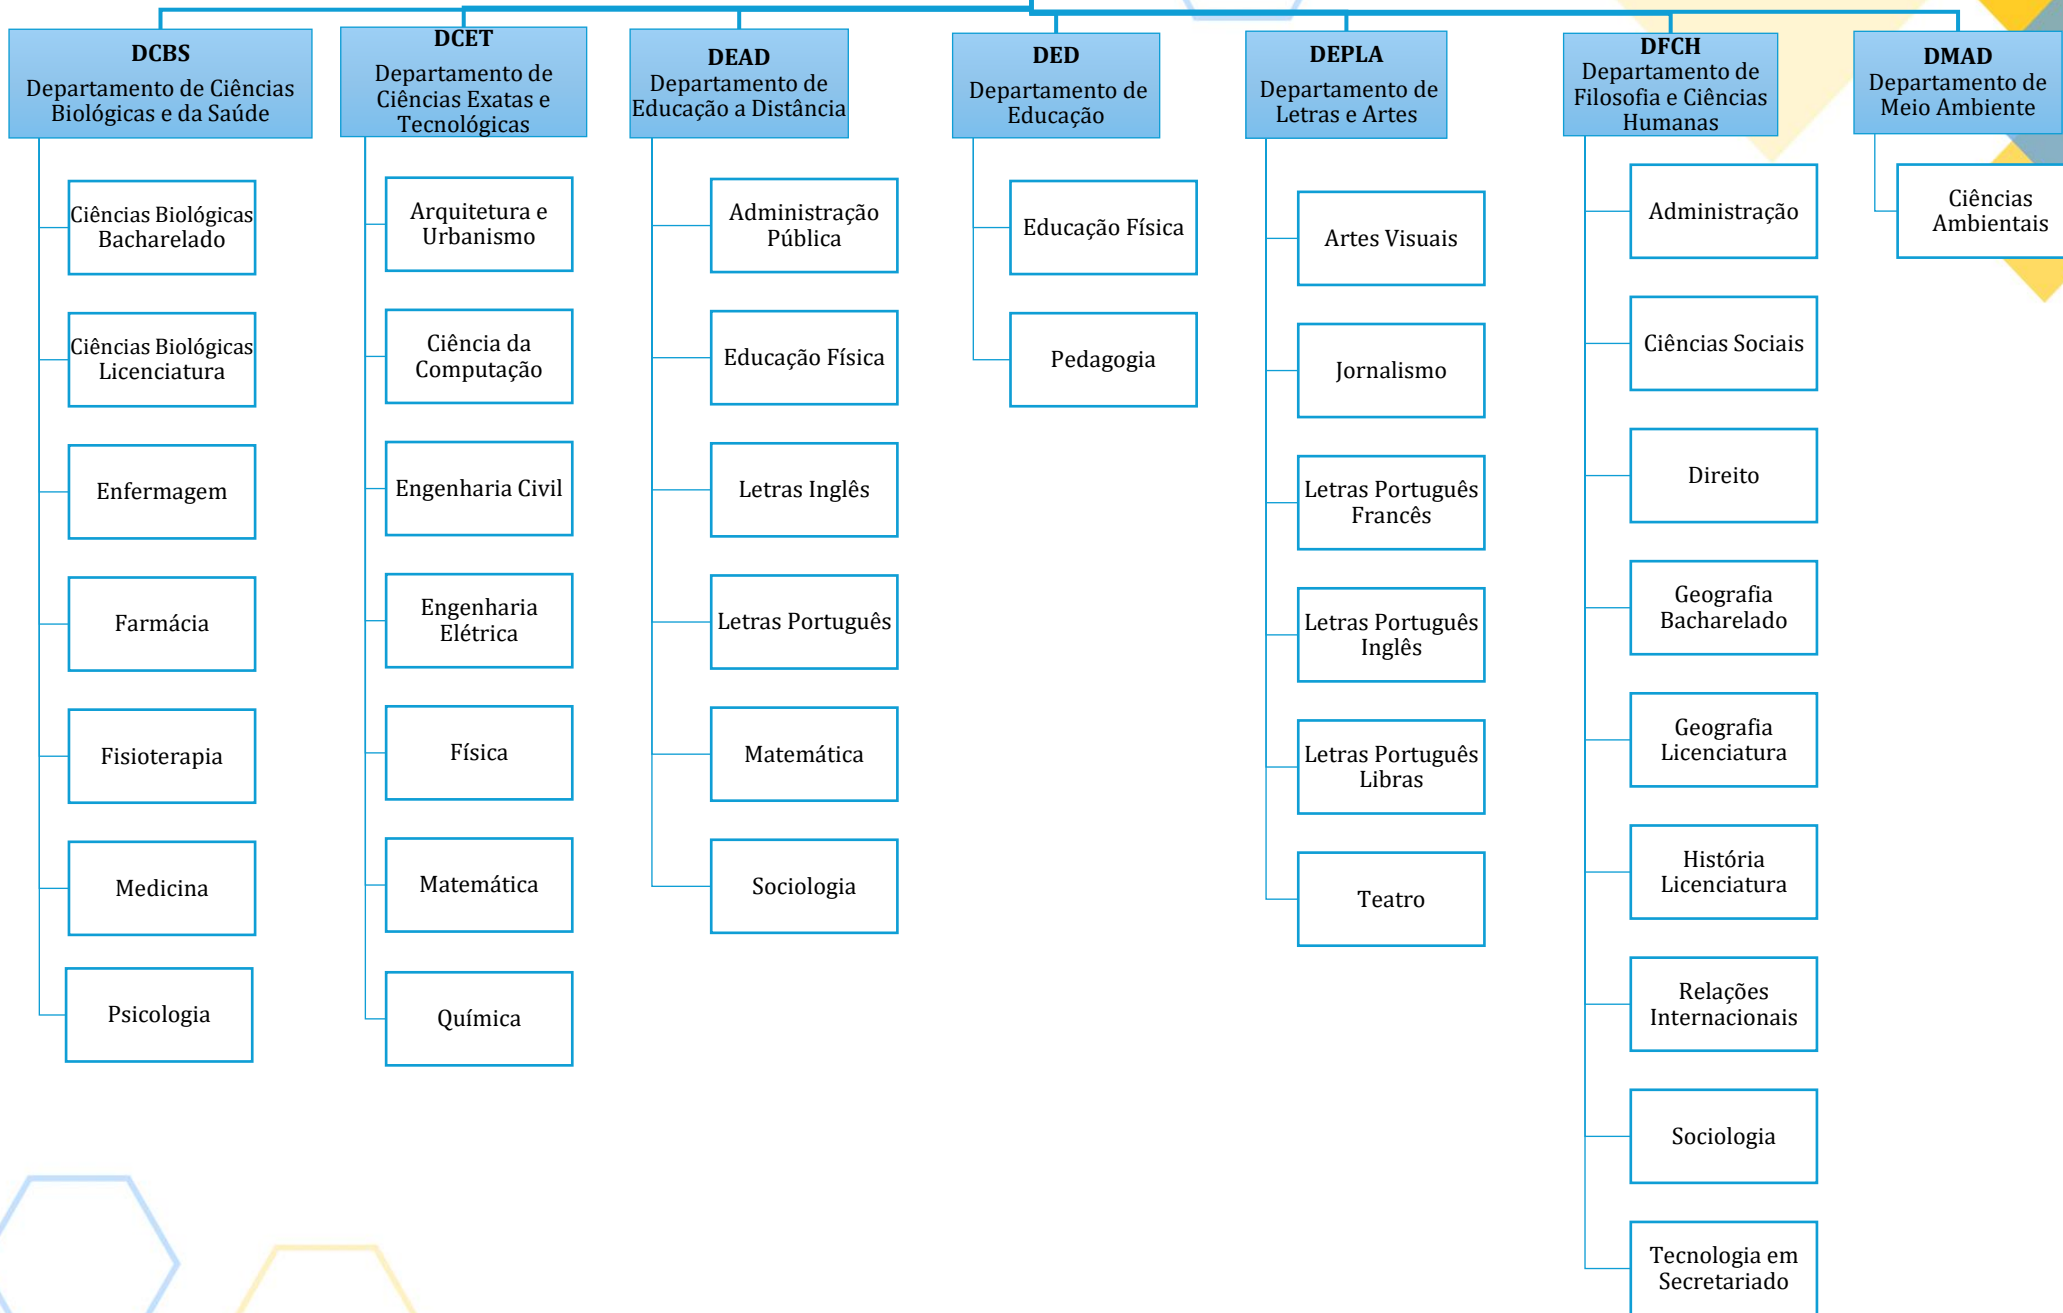 DCBS
Departamento de Ciências
Biológicas e da Saúde
Ciências Biológicas
Bacharelado
Ciências Biológicas
Licenciatura
Enfermagem
Farmácia
Fisioterapia
Medicina
Psicologia
DCET
Departamento de
Ciências Exatas e
Tecnológicas
Arquitetura e
Urbanismo
Ciência da
Computação
Engenharia Civil
Engenharia
Elétrica
Física
Matemática
Química
DEAD
Departamento de
Educação a Distância
Administração
Pública
Educação Física
Letras Inglês
Letras Português
Matemática
Sociologia
DED
Departamento de
Educação
Educação Física
Pedagogia
DEPLA
Departamento de
Letras e Artes
Artes Visuais
Jornalismo
Letras Português
Francês
Letras Português
Inglês
Letras Português
Libras
Teatro
DFCH
Departamento de
Filosofia e Ciências
Humanas
Administração
Ciências Sociais
Direito
Geografia
Bacharelado
Geografia
Licenciatura
História
Licenciatura
Relações
Internacionais
Sociologia
Tecnologia em
Secretariado
DMAD
Departamento de
Meio Ambiente
Ciências
Ambientais